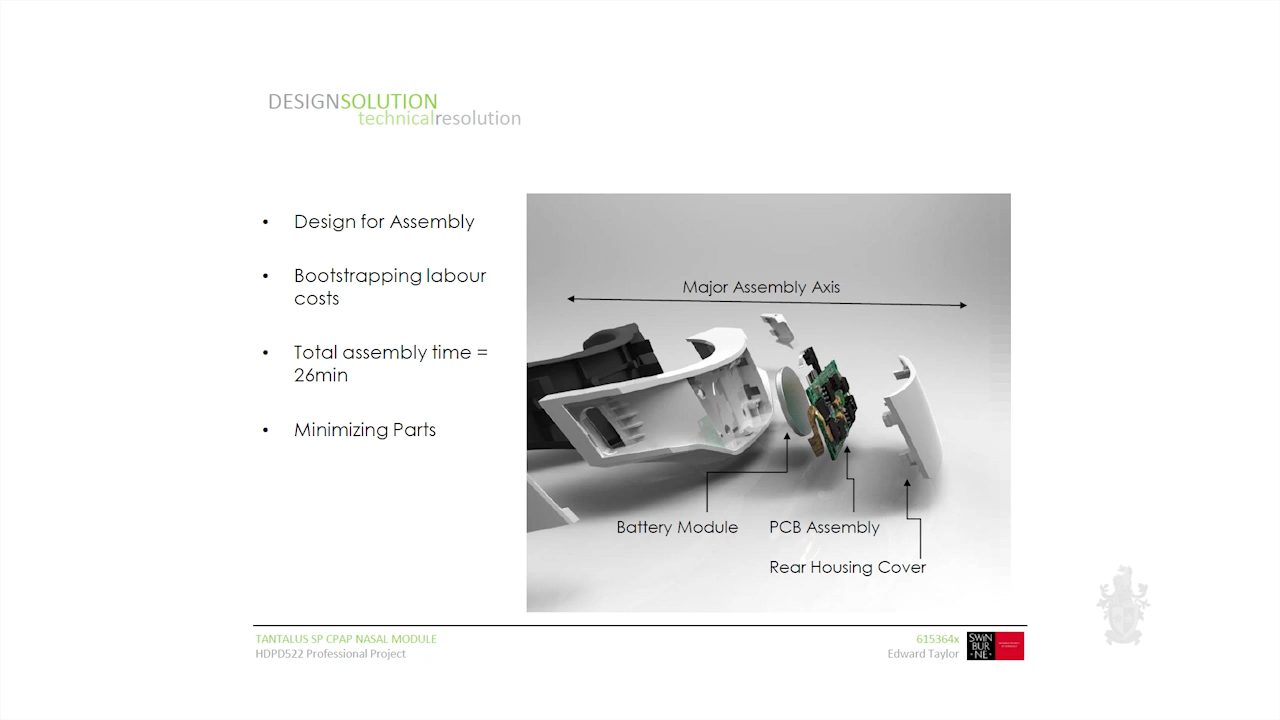 DESIGNSOLUTION
technicalresolution
• Design for Assembly
• Bootstrapping labour
costs
• Total assembly time =
26min
• Minimizing Parts
Major Assembly Axis
Battery Module
PCB Assembly
Rear Housing Cover
TANTALUS SP CPAP NASAL MODULE
HDPD522 Professional Project
615364x
Edward Taylor
SWIN
BUR
NE